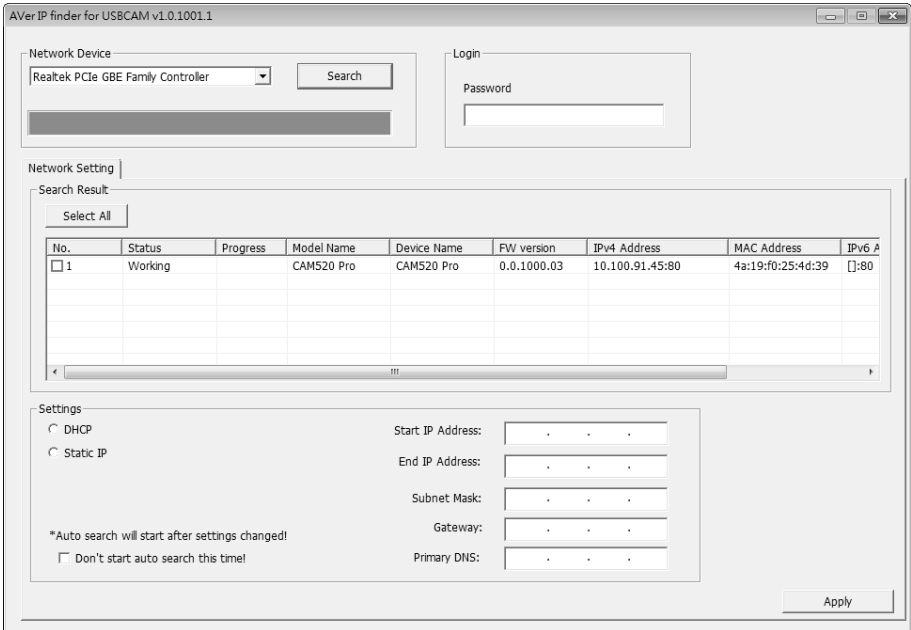 AVer IP finder for USBCAM v1.0.1001.1
Network Device
Login
Realtek PCIe GBE Family Controller
Search
Password
Network Setting
Search Result
Select All
No. Status Progress Model Name Device Name FW version IPv4 Address MAC Address IPv6 A
1 Working CAM520 Pro CAM520 Pro 0.0.1000.03 10.100.91.45:80 4a:19:f0:25:4d:39 []:80
Settings
DHCP
Static IP
Start IP Address: . . .
End IP Address: . . .
Subnet Mask: . . .
Gateway: . . .
Primary DNS: . . .
*Auto search will start after settings changed!
Don't start auto search this time!
Apply